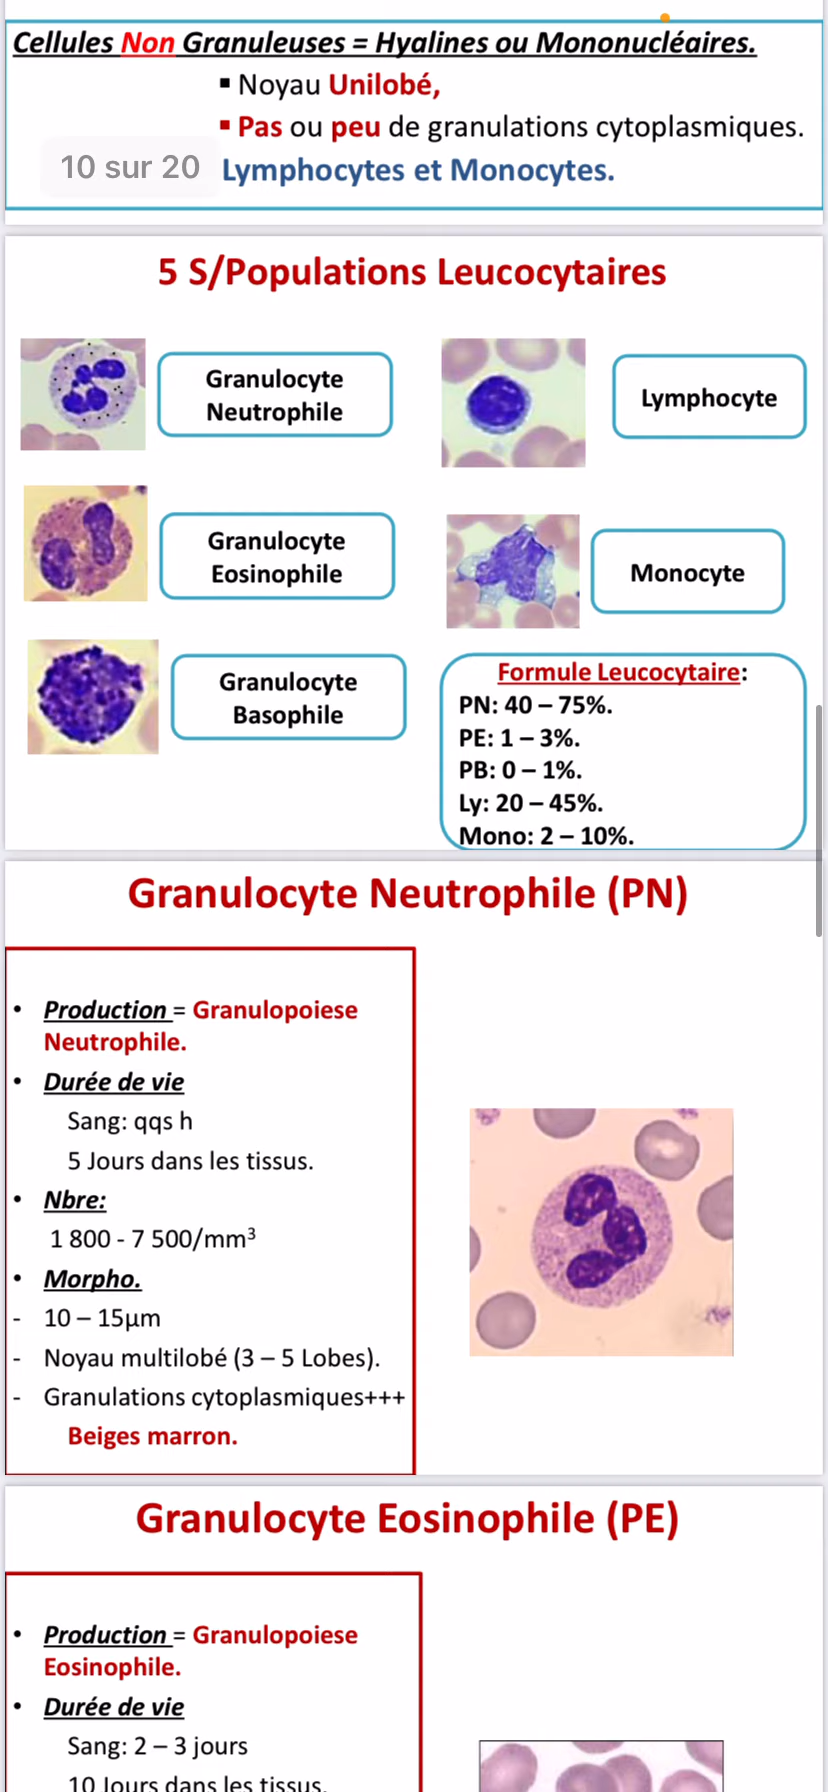 Cellules Non Granuleuses = Hyalines ou Mononucléaires.
▪ Noyau Unilobé,
▪ Pas ou peu de granulations cytoplasmiques.
10 sur 20
Lymphocytes et Monocytes.
5 S/Populations Leucocytaires
Granulocyte
Neutrophile
Lymphocyte
Granulocyte
Eosinophile
Monocyte
Granulocyte
Basophile
Formule Leucocytaire:
PN: 40 – 75%.
PE: 1 – 3%.
PB: 0 – 1%.
Ly: 20 – 45%.
Mono: 2 – 10%.
Granulocyte Neutrophile (PN)
• Production = Granulopoiese
Neutrophile.
• Durée de vie
Sang: qqs h
5 Jours dans les tissus.
• Nbre:
1 800 - 7 500/mm³
• Morpho.
- 10 – 15µm
- Noyau multilobé (3 – 5 Lobes).
- Granulations cytoplasmiques+++
Beiges marron.
Granulocyte Eosinophile (PE)
• Production = Granulopoiese
Eosinophile.
• Durée de vie
Sang: 2 – 3 jours
10 Jours dans les tissus.